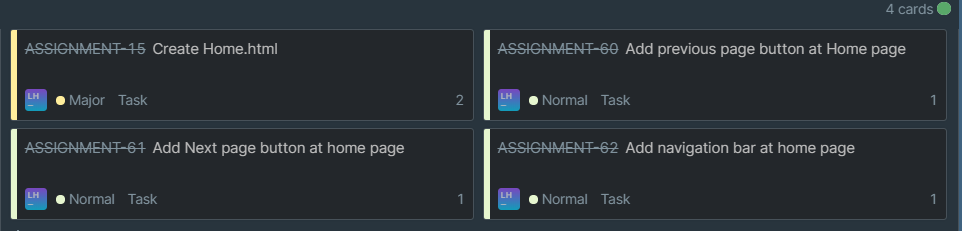 4 cards
ASSIGNMENT-15 Create Home.html
LH
Major Task 2
ASSIGNMENT-60 Add previous page button at Home page
LH
Normal Task 1
ASSIGNMENT-61 Add Next page button at home page
LH
Normal Task 1
ASSIGNMENT-62 Add navigation bar at home page
LH
Normal Task 1